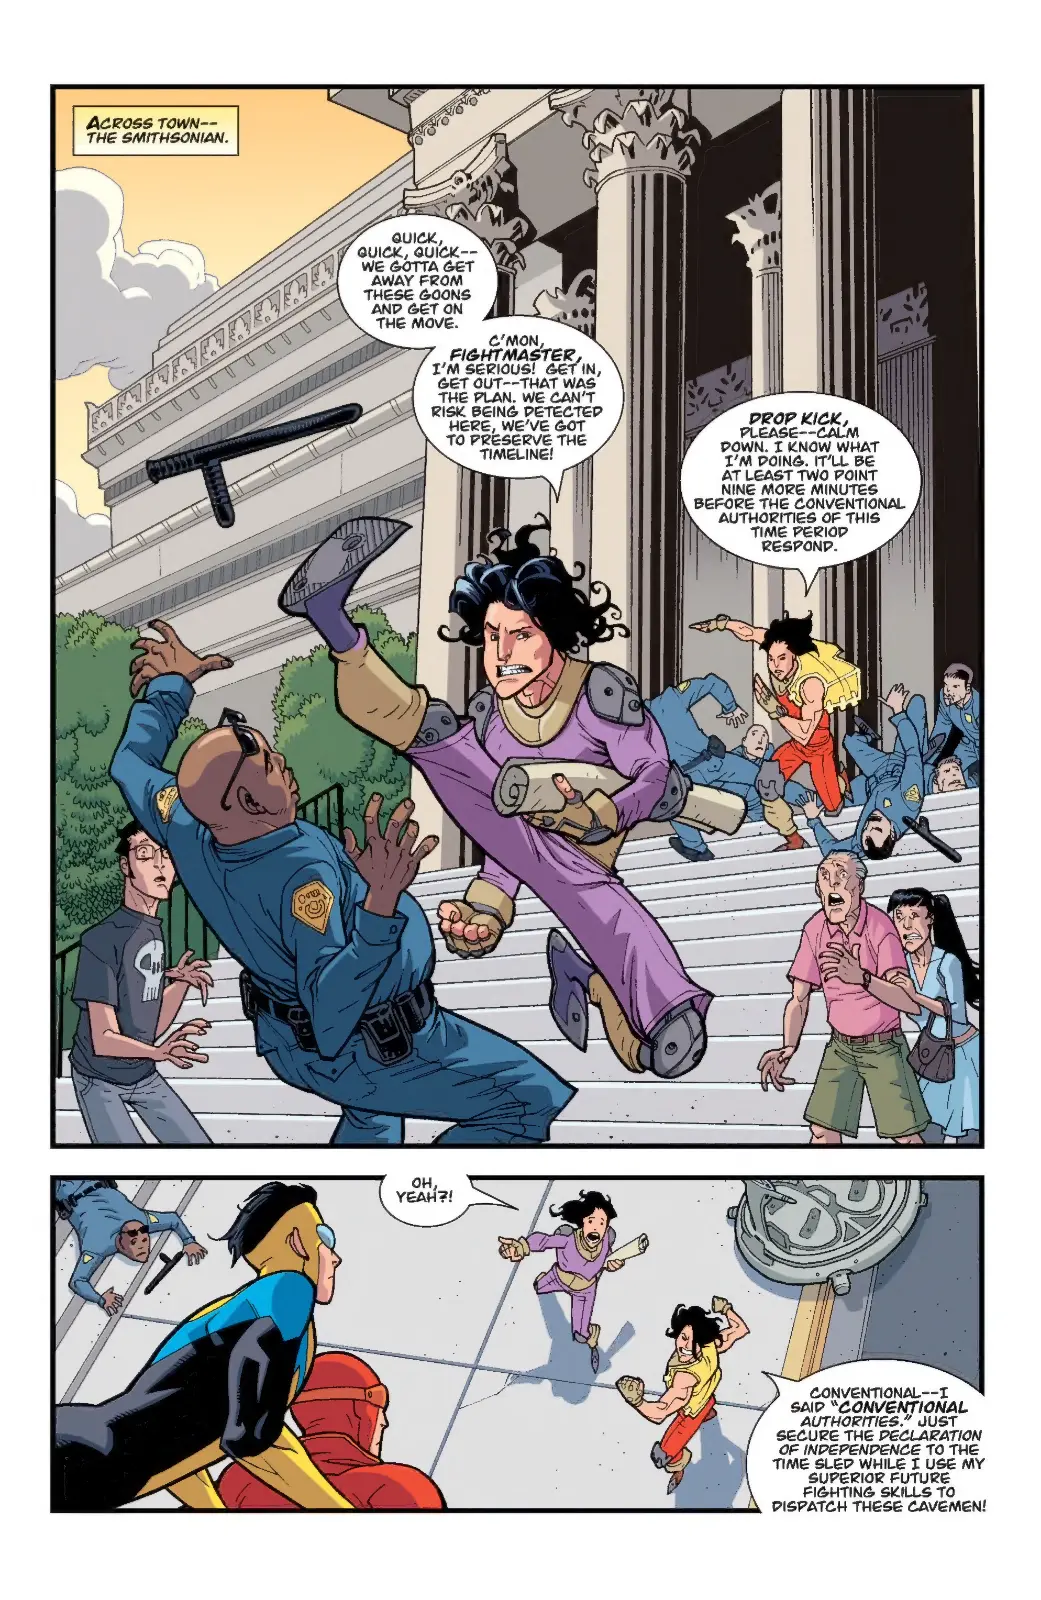 ACROSS TOWN--
THE SMITHSONIAN.
QUICK,
QUICK, QUICK--
WE GOTTA GET
AWAY FROM
THESE GOONS
AND GET ON
THE MOVE.
C'MON,
FIGHTMASTER,
I'M SERIOUS! GET IN,
GET OUT--THAT WAS
THE PLAN. WE CAN'T
RISK BEING DETECTED
HERE, WE'VE GOT
TO PRESERVE THE
TIMELINE!
DROP KICK,
PLEASE--CALM
DOWN. I KNOW WHAT
I'M DOING. IT'LL BE
AT LEAST TWO POINT
NINE MORE MINUTES
BEFORE THE CONVENTIONAL
AUTHORITIES OF THIS
TIME PERIOD
RESPOND.
OH,
YEAH?!
CONVENTIONAL--I
SAID "CONVENTIONAL
AUTHORITIES." JUST
SECURE THE DECLARATION
OF INDEPENDENCE TO THE
TIME SLED WHILE I USE MY
SUPERIOR FUTURE
FIGHTING SKILLS TO
DISPATCH THESE CAVEMEN!